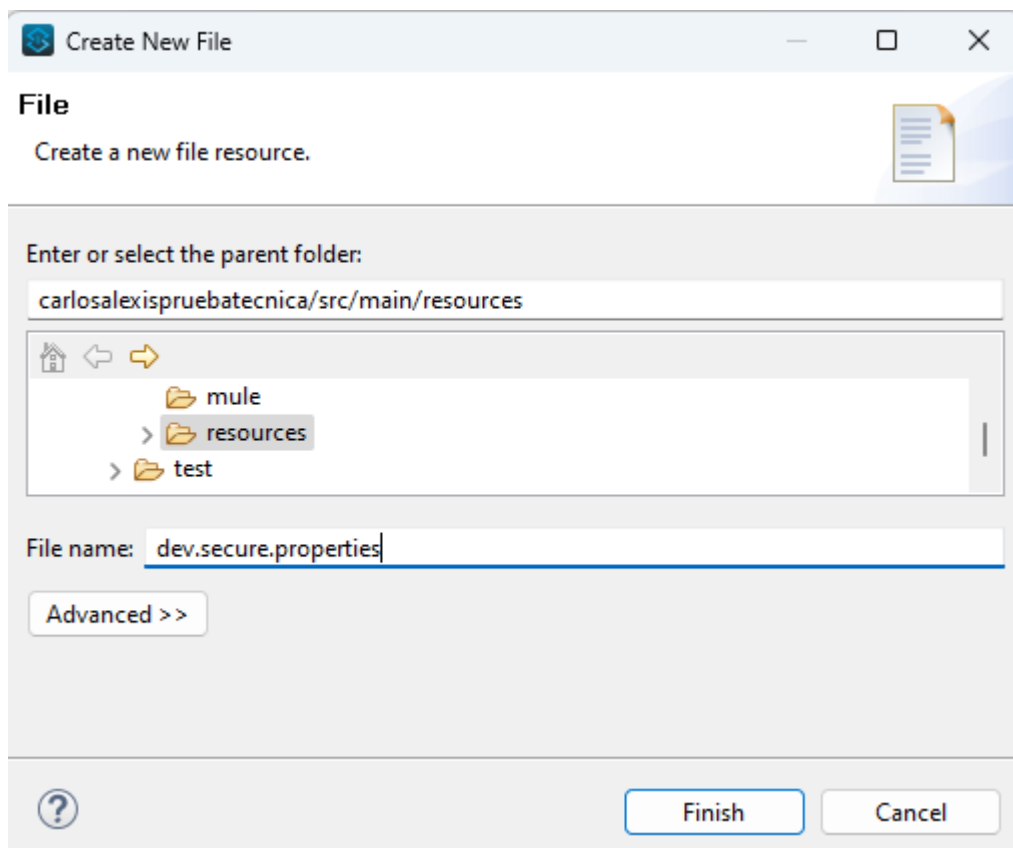 Create New File
File
Create a new file resource.
Enter or select the parent folder:
carlosalexispruebatecnica/src/main/resources
mule
resources
test
File name: dev.secure.properties
Advanced >>
?
Finish Cancel